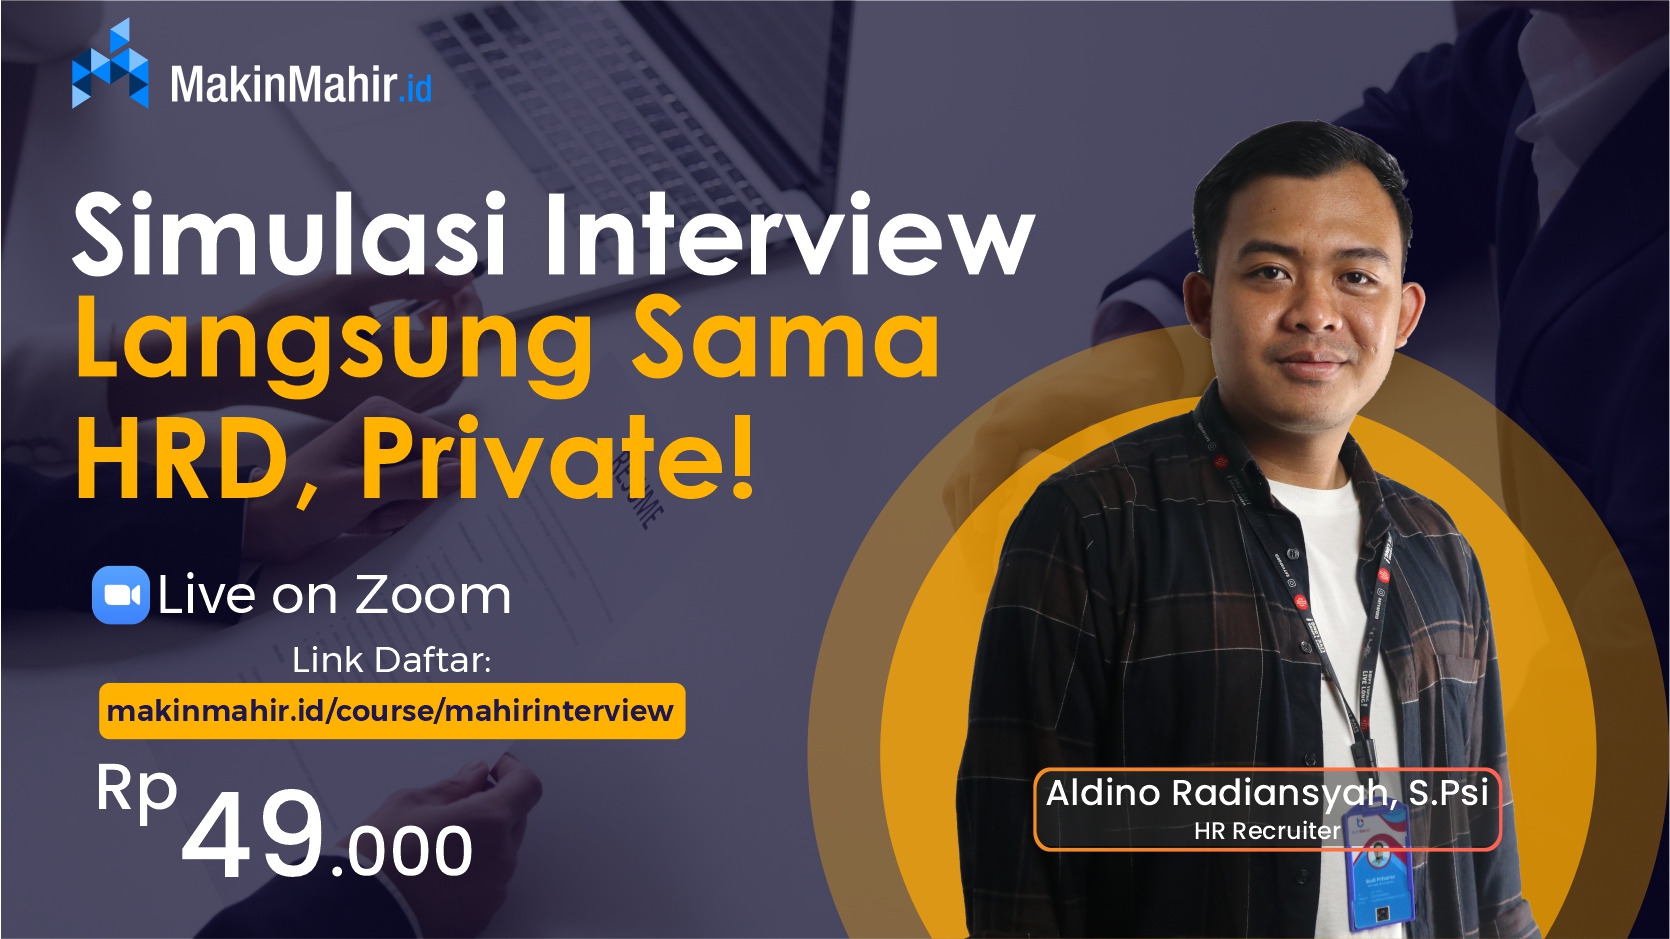 MakinMahir.id
Simulasi Interview
Langsung Sama
HRD, Private!
RESUME
Live on Zoom
Link Daftar:
makinmahir.id/course/mahirinterview
Rp 49.000
Aldino Radiansyah, S.Psi
HR Recruiter